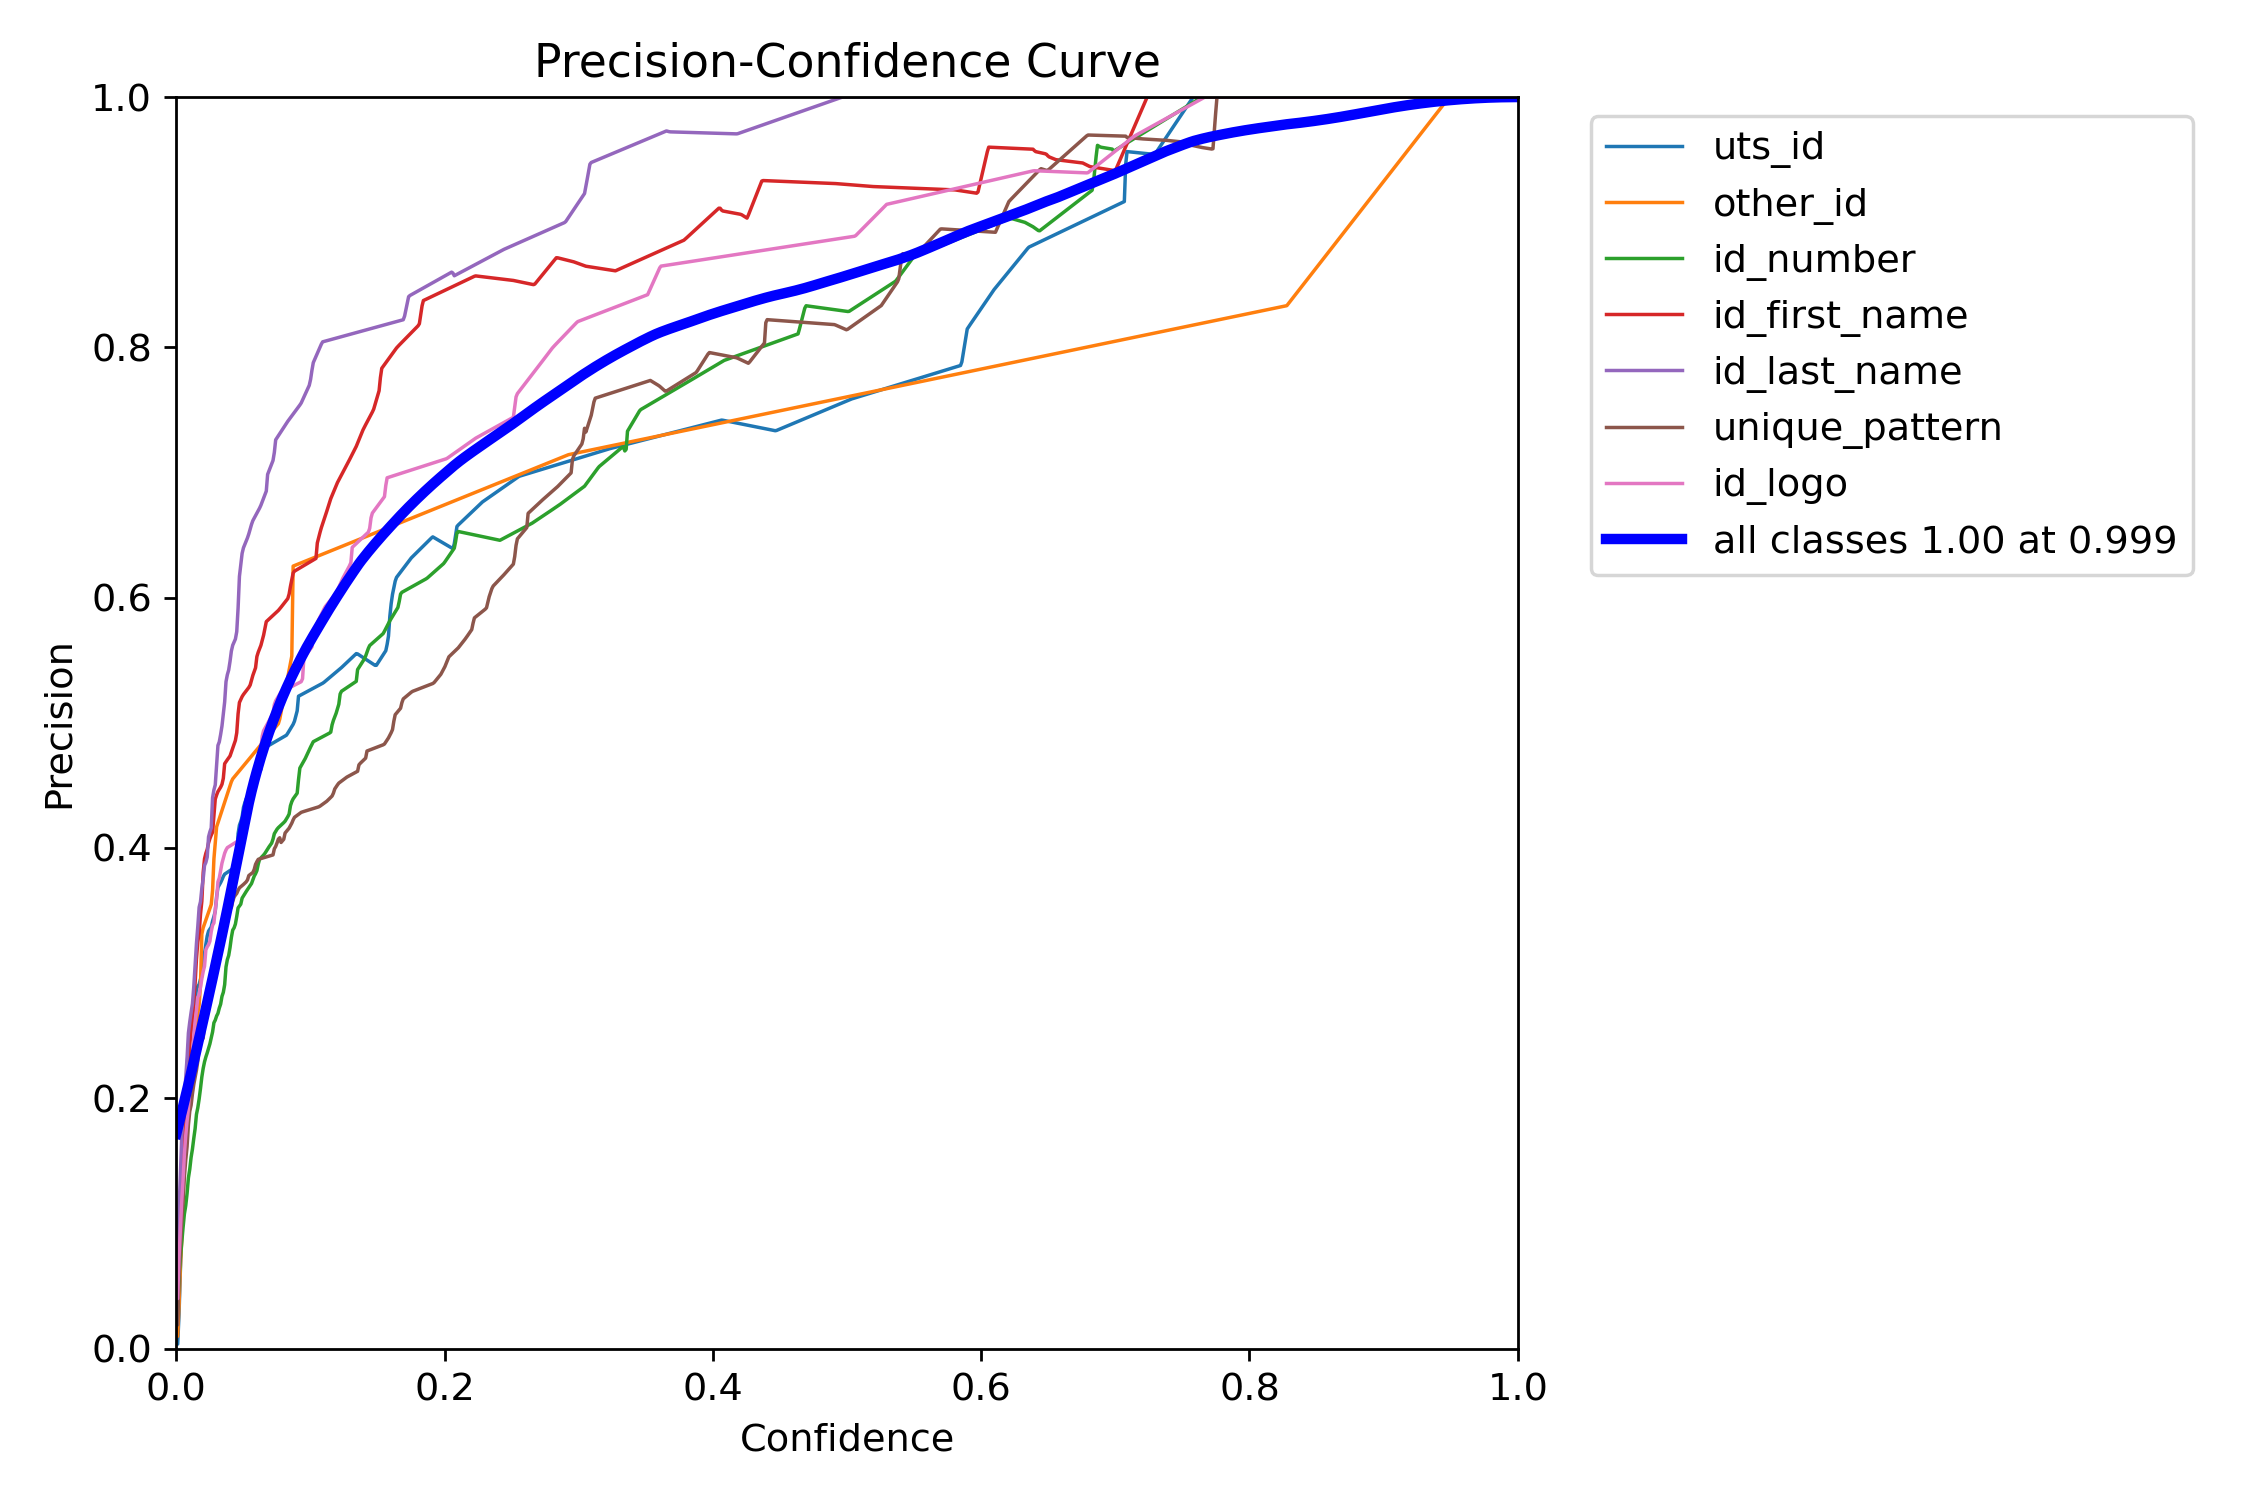 Precision-Confidence Curve
1.0
0.8
0.6
0.4
0.2
0.0
Precision
0.0 0.2 0.4 0.6 0.8 1.0
Confidence
uts_id
other_id
id_number
id_first_name
id_last_name
unique_pattern
id_logo
all classes 1.00 at 0.999